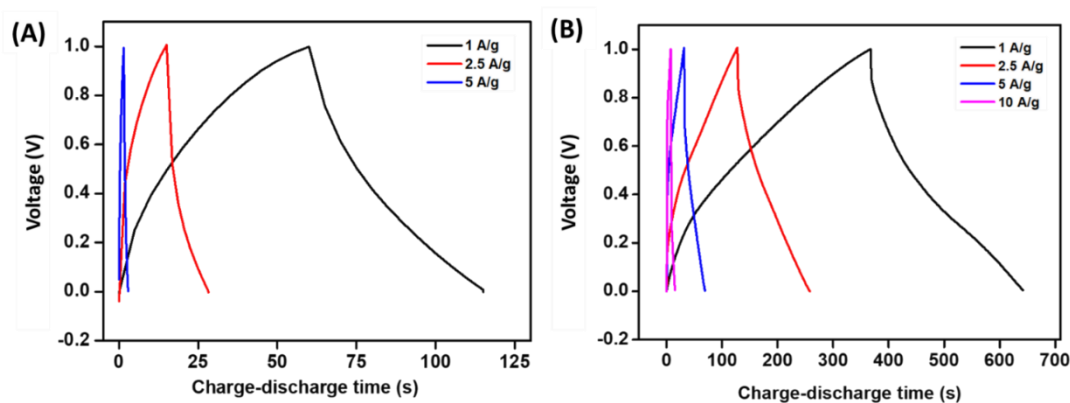 (A)
1 A/g
2.5 A/g
5 A/g
Voltage (V)
1.0
0.8
0.6
0.4
0.2
0.0
-0.2
0 25 50 75 100 125
Charge-discharge time (s)
(B)
1 A/g
2.5 A/g
5 A/g
10 A/g
Voltage (V)
1.0
0.8
0.6
0.4
0.2
0.0
-0.2
0 100 200 300 400 500 600 700
Charge-discharge time (s)